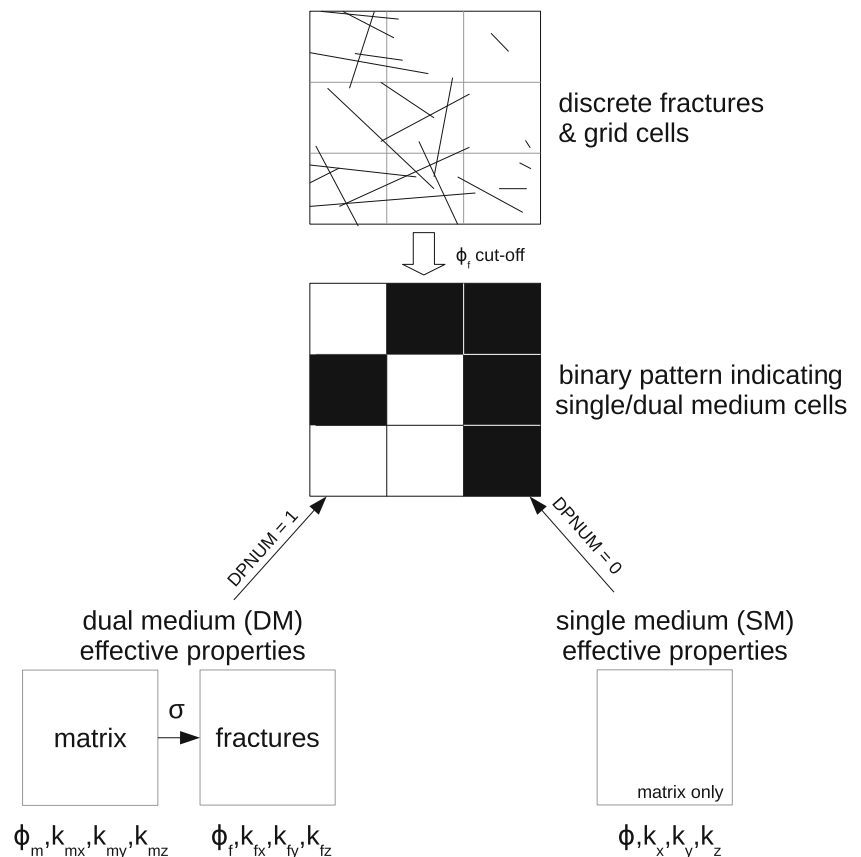 discrete fractures
& grid cells
ϕf cut-off
binary pattern indicating
single/dual medium cells
DPNUM = 1
DPNUM = 0
dual medium (DM)
effective properties
single medium (SM)
effective properties
matrix
σ
fractures
matrix only
ϕm,kmx,kmy,kmz
ϕf,kfx,kfy,kfz
ϕ,kx,ky,kz